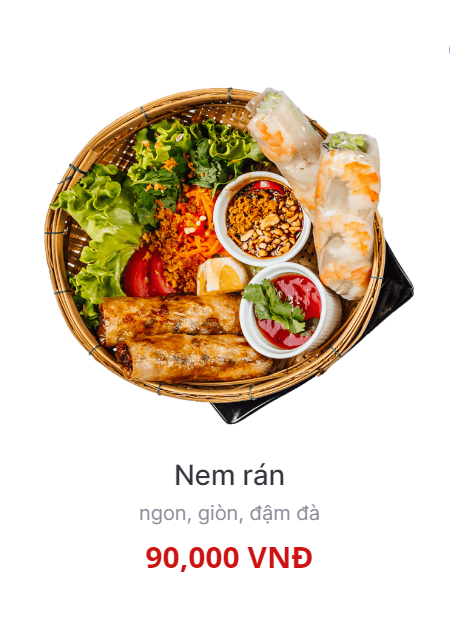 Nem rán
ngon, giòn, đậm đà
90,000 VNĐ